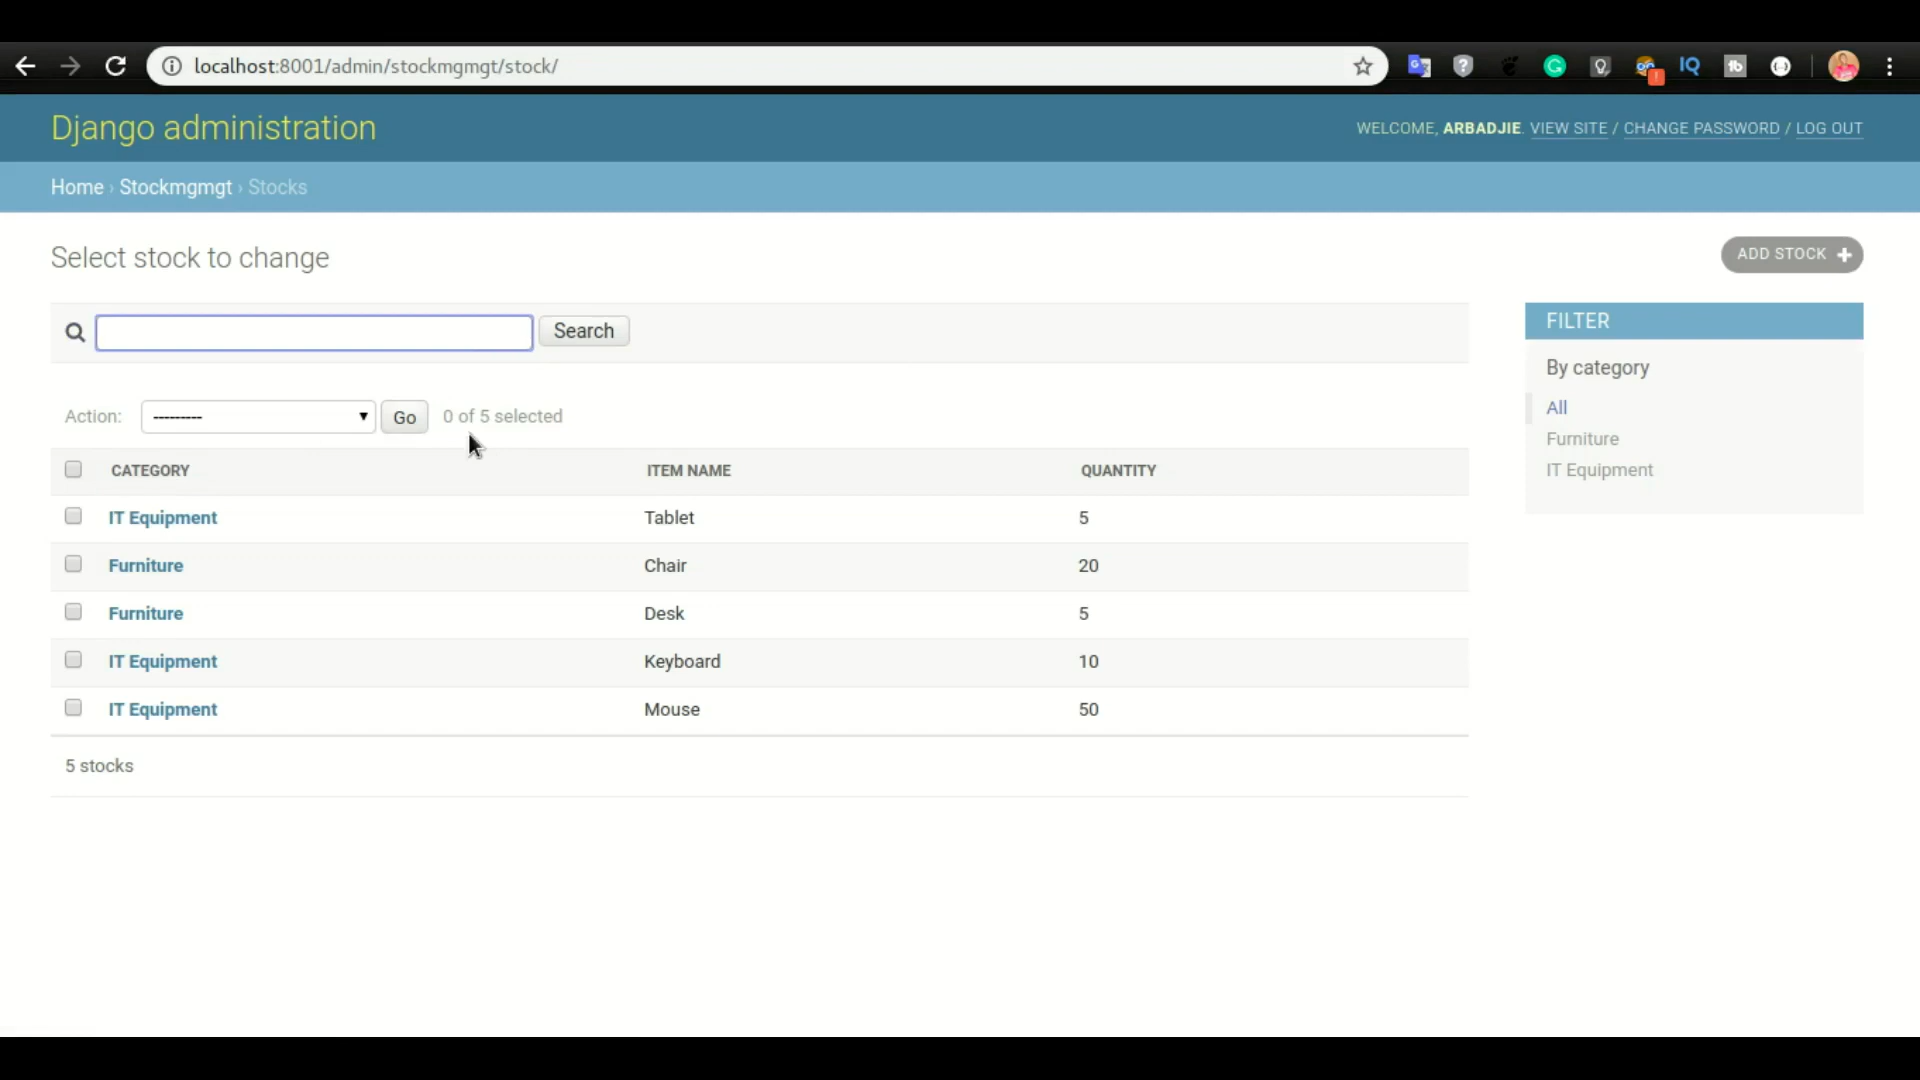 localhost:8001/admin/stockmgmgt/stock/
IQ
Django administration
WELCOME, ARBADJIE. VIEW SITE / CHANGE PASSWORD / LOG OUT
Home › Stockmgmgt › Stocks
Select stock to change
ADD STOCK +
Search
FILTER
By category
All
Furniture
IT Equipment
Action: --------- Go 0 of 5 selected
CATEGORY ITEM NAME QUANTITY
IT Equipment Tablet 5
Furniture Chair 20
Furniture Desk 5
IT Equipment Keyboard 10
IT Equipment Mouse 50
5 stocks